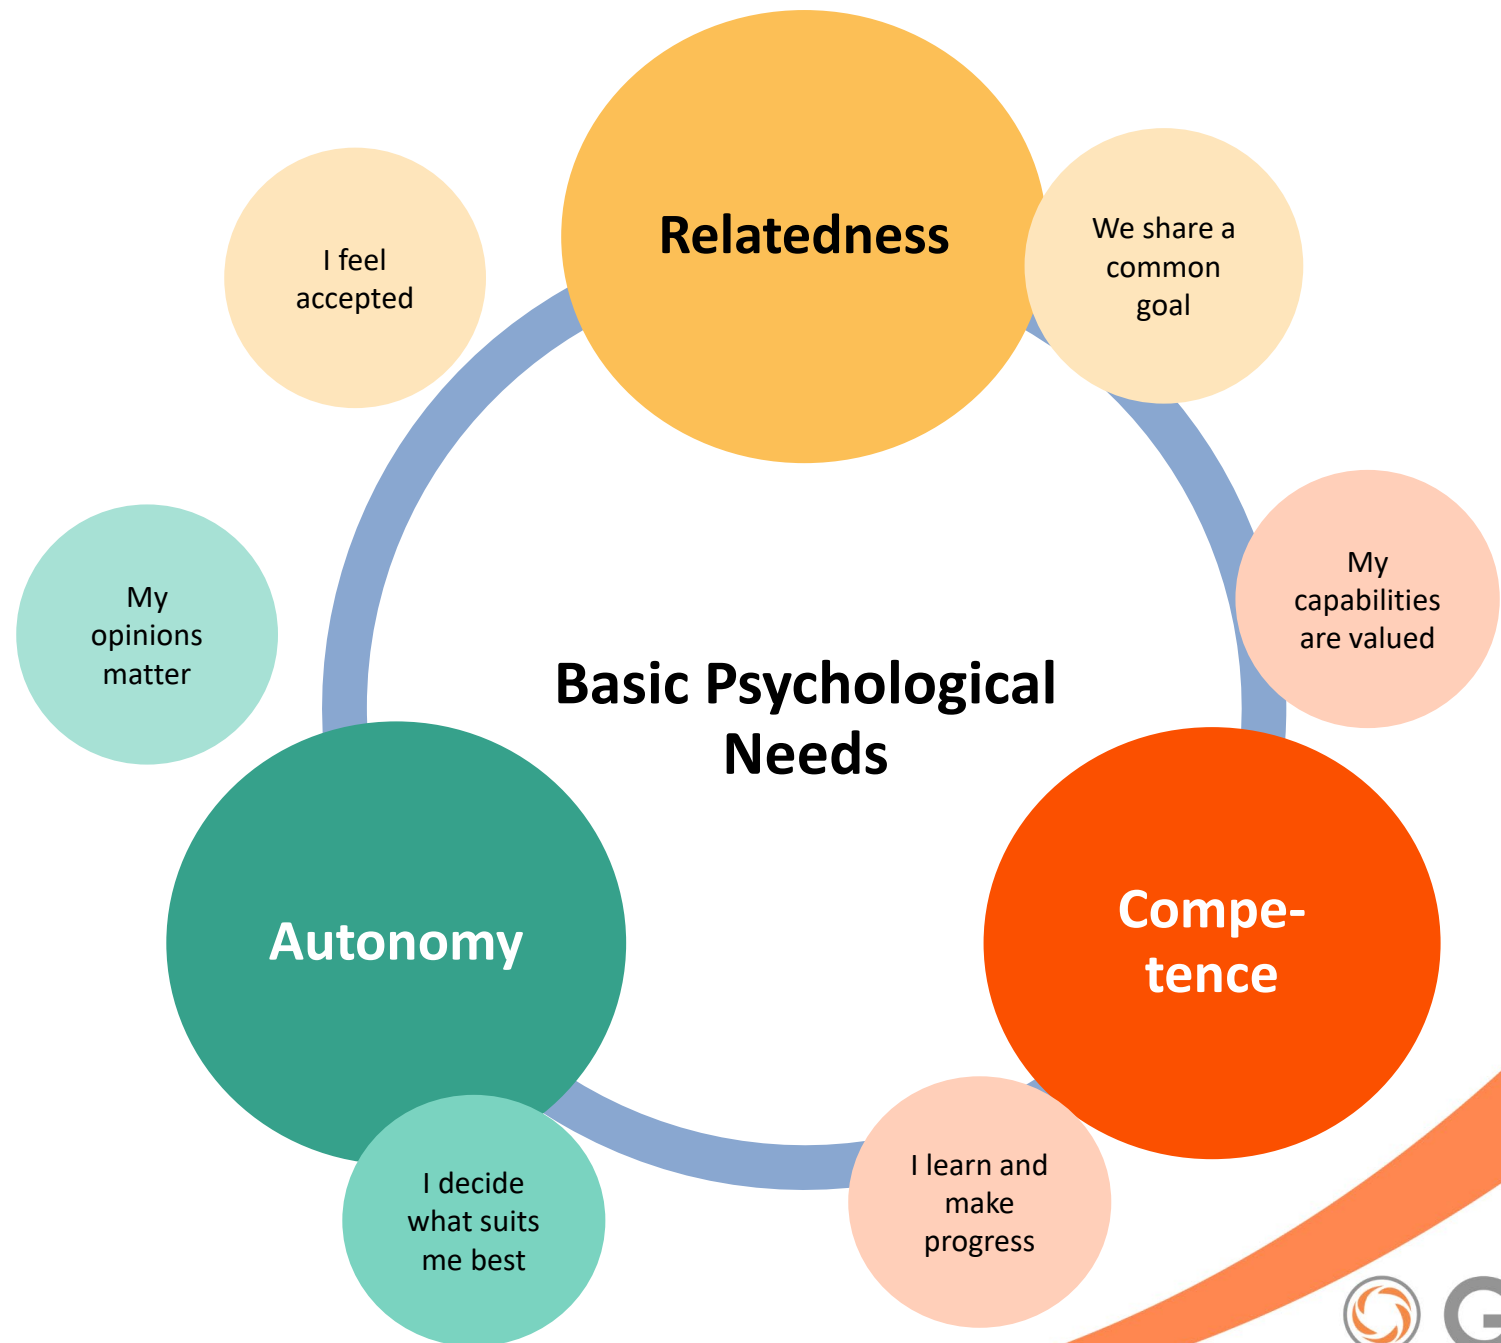 Relatedness
I feel
accepted
We share a
common
goal
My
opinions
matter
My
capabilities
are valued
Basic Psychological
Needs
Autonomy
Compe-
tence
I decide
what suits
me best
I learn and
make
progress
G